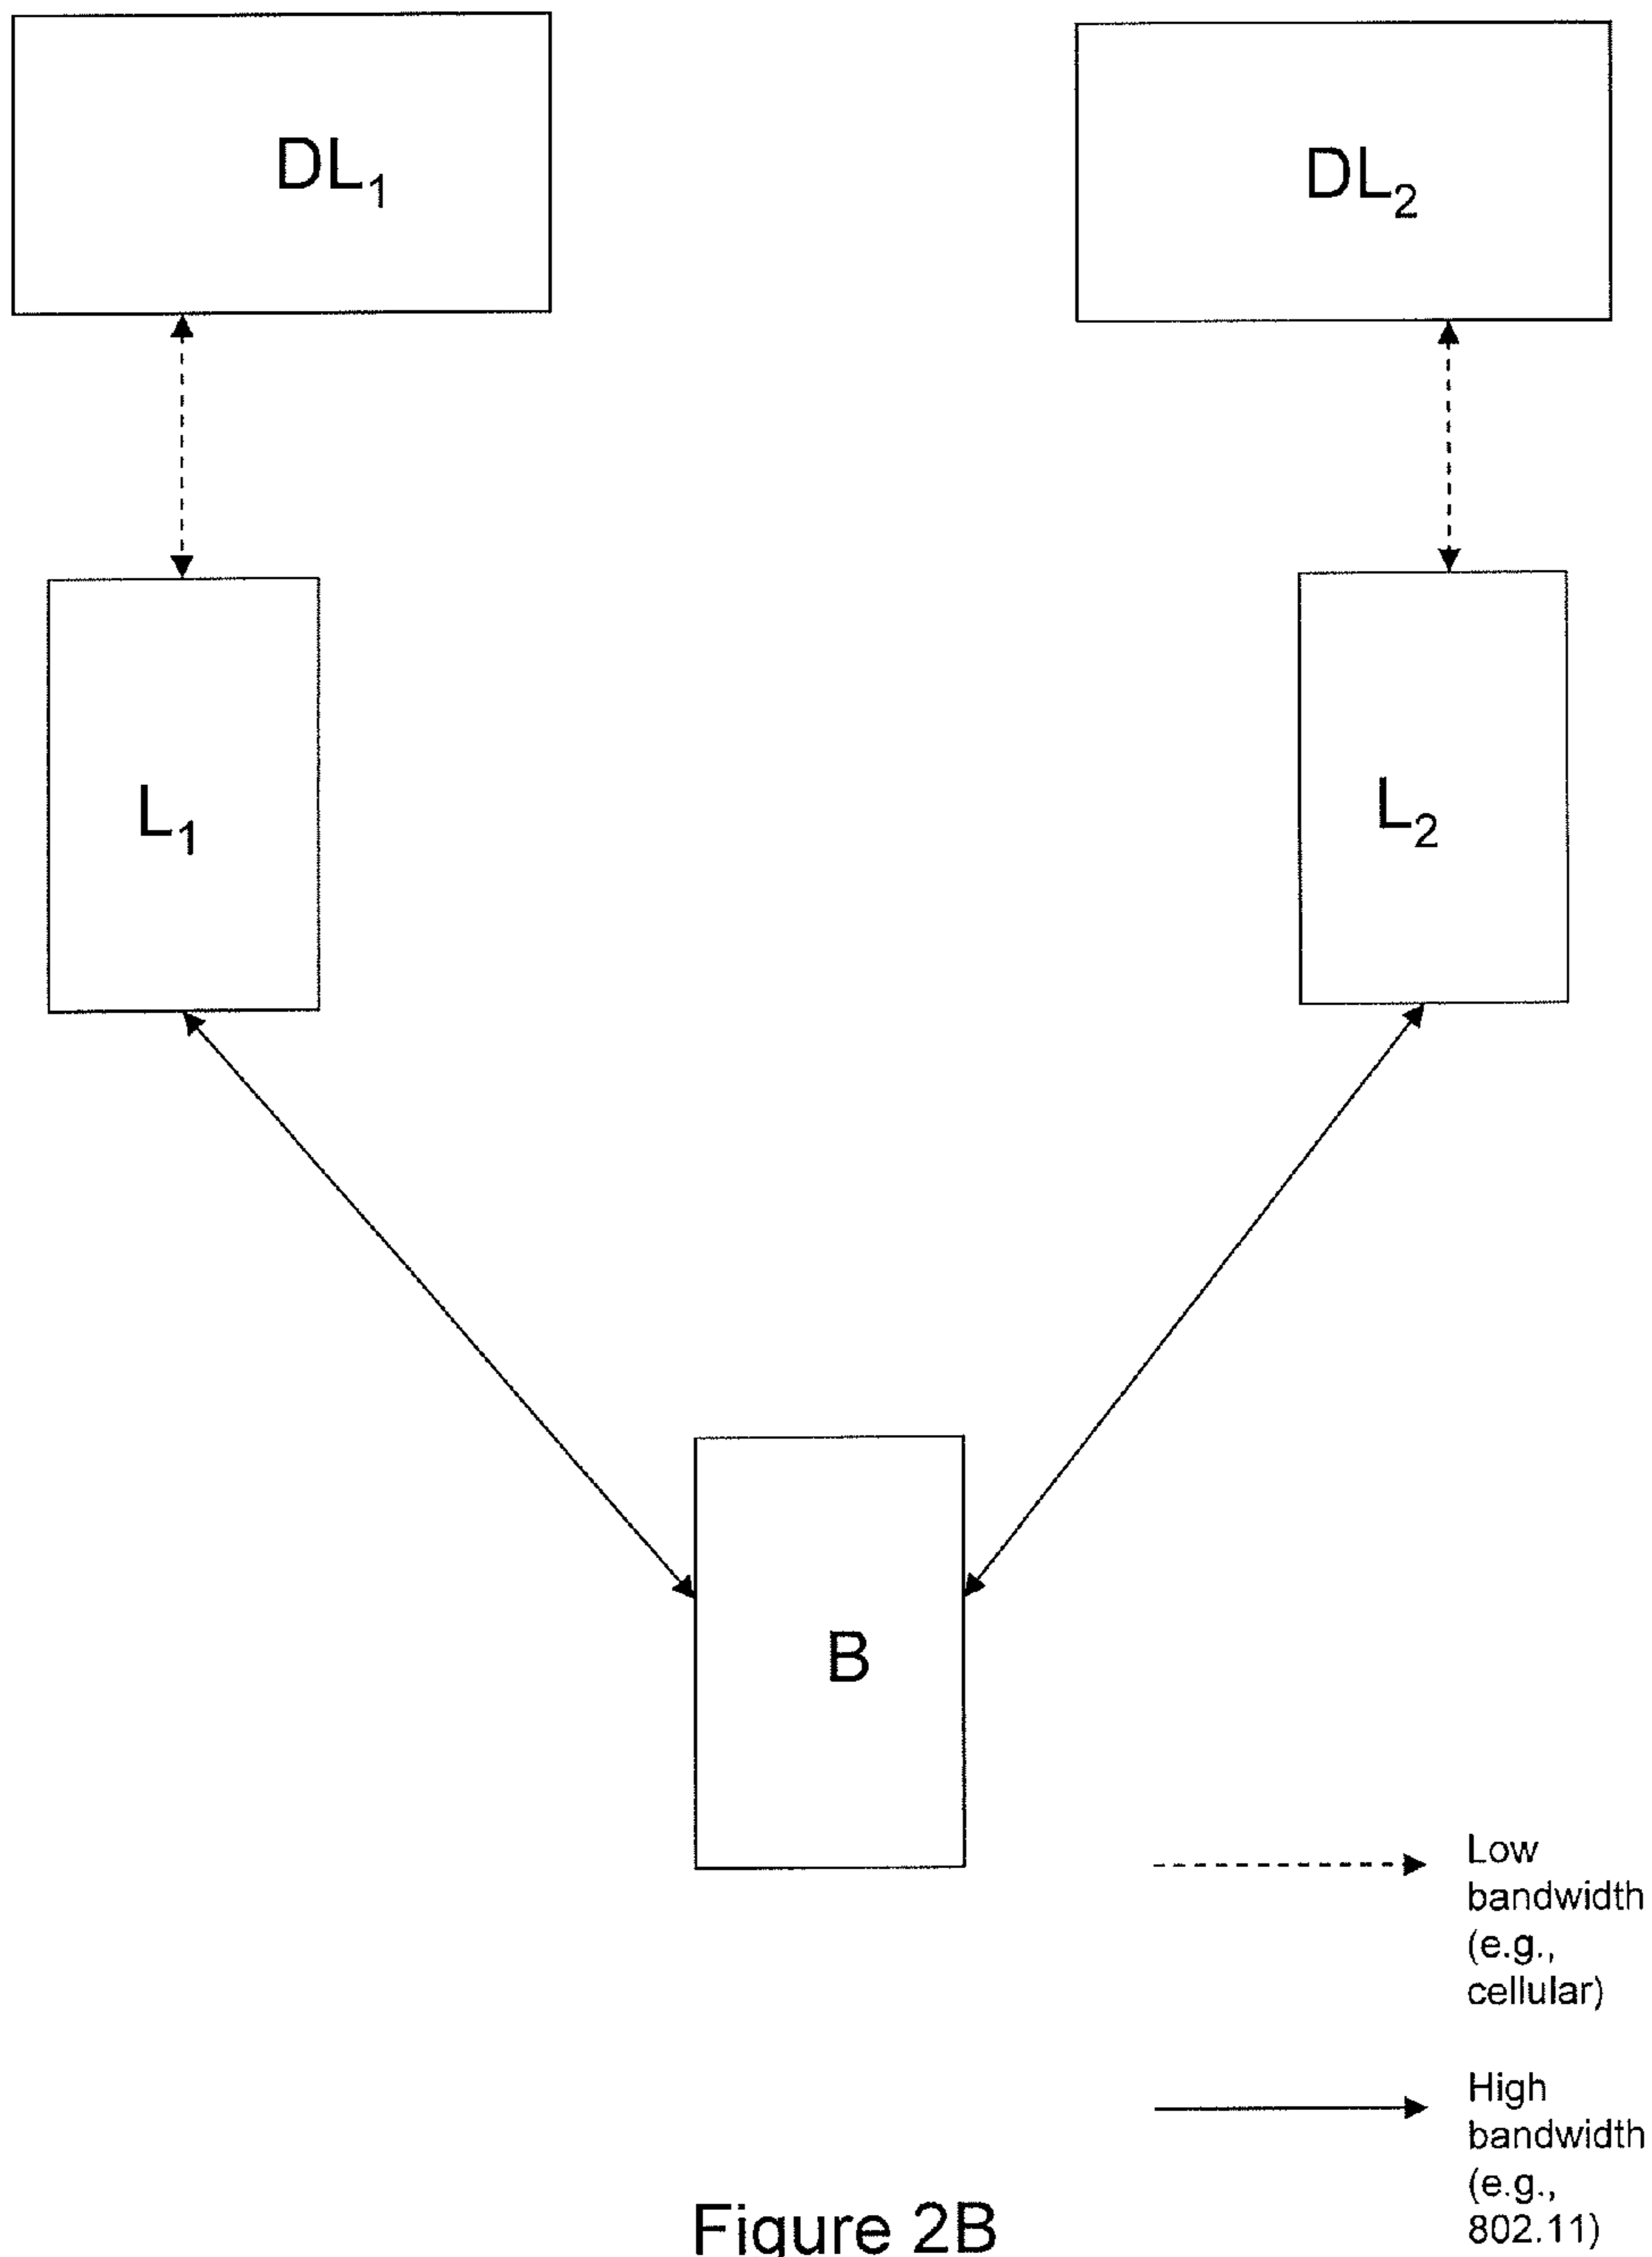 DL₁
DL₂
L₁
L₂
B
Low
bandwidth
(e.g.,
cellular)
High
bandwidth
(e.g.,
802.11)
Figure 2B